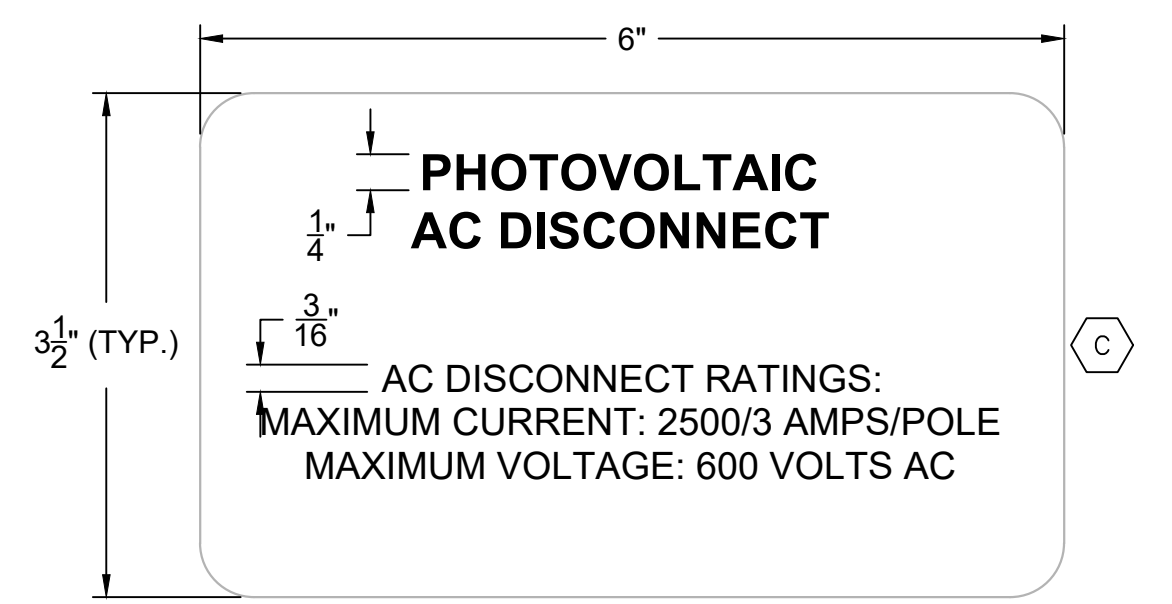 6"
PHOTOVOLTAIC
AC DISCONNECT
1/4"
3/16"
3 1/2" (TYP.)
C
AC DISCONNECT RATINGS:
MAXIMUM CURRENT: 2500/3 AMPS/POLE
MAXIMUM VOLTAGE: 600 VOLTS AC